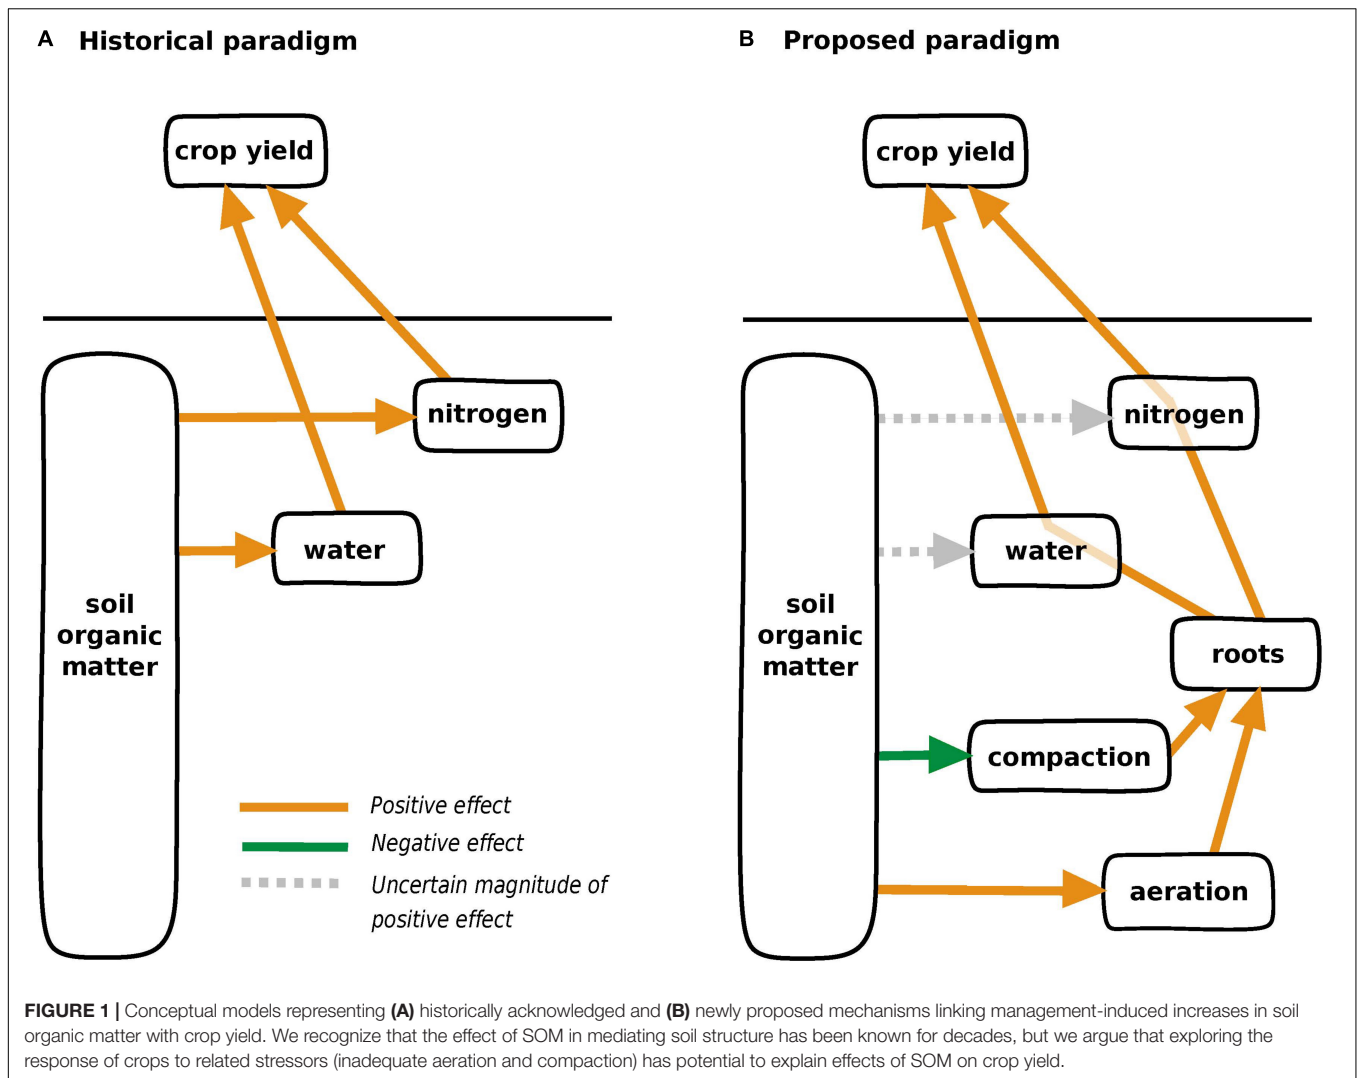 A Historical paradigm
crop yield
nitrogen
water
soil
organic
matter
Positive effect
Negative effect
Uncertain magnitude of
positive effect
B Proposed paradigm
crop yield
nitrogen
water
soil
organic
matter
roots
compaction
aeration
FIGURE 1 | Conceptual models representing (A) historically acknowledged and (B) newly proposed mechanisms linking management-induced increases in soil
organic matter with crop yield. We recognize that the effect of SOM in mediating soil structure has been known for decades, but we argue that exploring the
response of crops to related stressors (inadequate aeration and compaction) has potential to explain effects of SOM on crop yield.